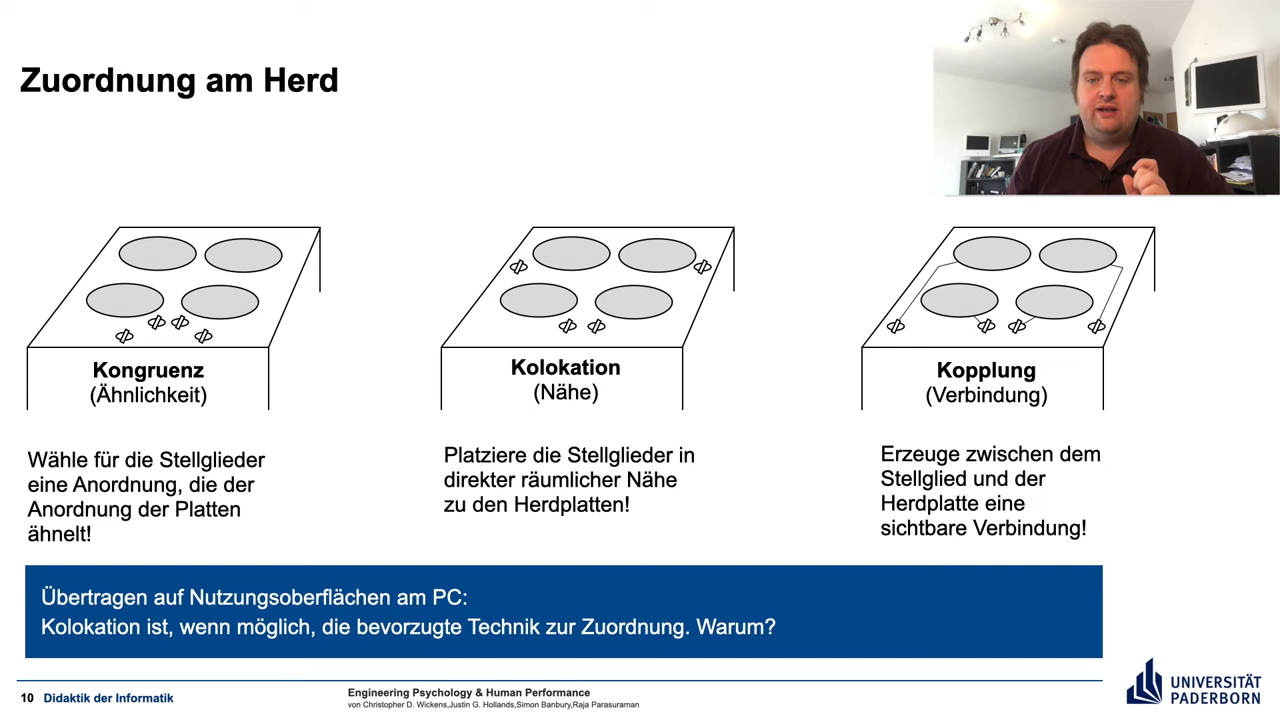 Zuordnung am Herd
Kongruenz
(Ähnlichkeit)
Kolokation
(Nähe)
Kopplung
(Verbindung)
Wähle für die Stellglieder
eine Anordnung, die der
Anordnung der Platten
ähnelt!
Platziere die Stellglieder in
direkter räumlicher Nähe
zu den Herdplatten!
Erzeuge zwischen dem
Stellglied und der
Herdplatte eine
sichtbare Verbindung!
Übertragen auf Nutzungsoberflächen am PC:
Kolokation ist, wenn möglich, die bevorzugte Technik zur Zuordnung. Warum?
10 Didaktik der Informatik
Engineering Psychology & Human Performance
von Christopher D. Wickens,Justin G. Hollands,Simon Banbury,Raja Parasuraman
UNIVERSITÄT
PADERBORN